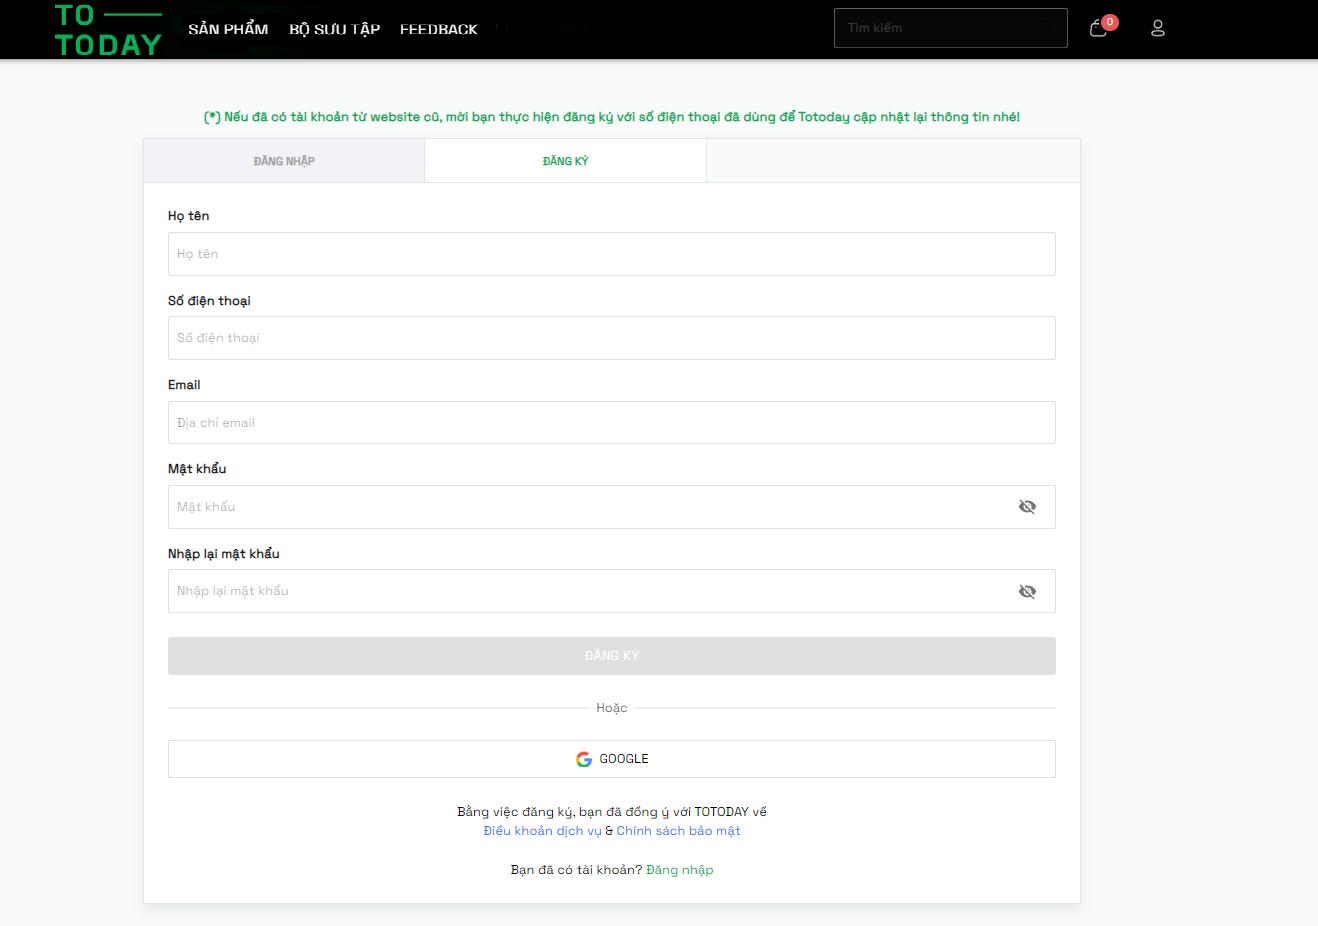 TO
TODAY
SẢN PHẨM BỘ SƯU TẬP FEEDBACK
Tìm kiếm
0
(*) Nếu đã có tài khoản từ website cũ, mời bạn thực hiện đăng ký với số điện thoại đã dùng để Totoday cập nhật lại thông tin nhé!
ĐĂNG NHẬP ĐĂNG KÝ
Họ tên
Họ tên
Số điện thoại
Số điện thoại
Email
Địa chỉ email
Mật khẩu
Mật khẩu
Nhập lại mật khẩu
Nhập lại mật khẩu
ĐĂNG KÝ
Hoặc
GOOGLE
Bằng việc đăng ký, bạn đã đồng ý với TOTODAY về
Điều khoản dịch vụ & Chính sách bảo mật
Bạn đã có tài khoản? Đăng nhập